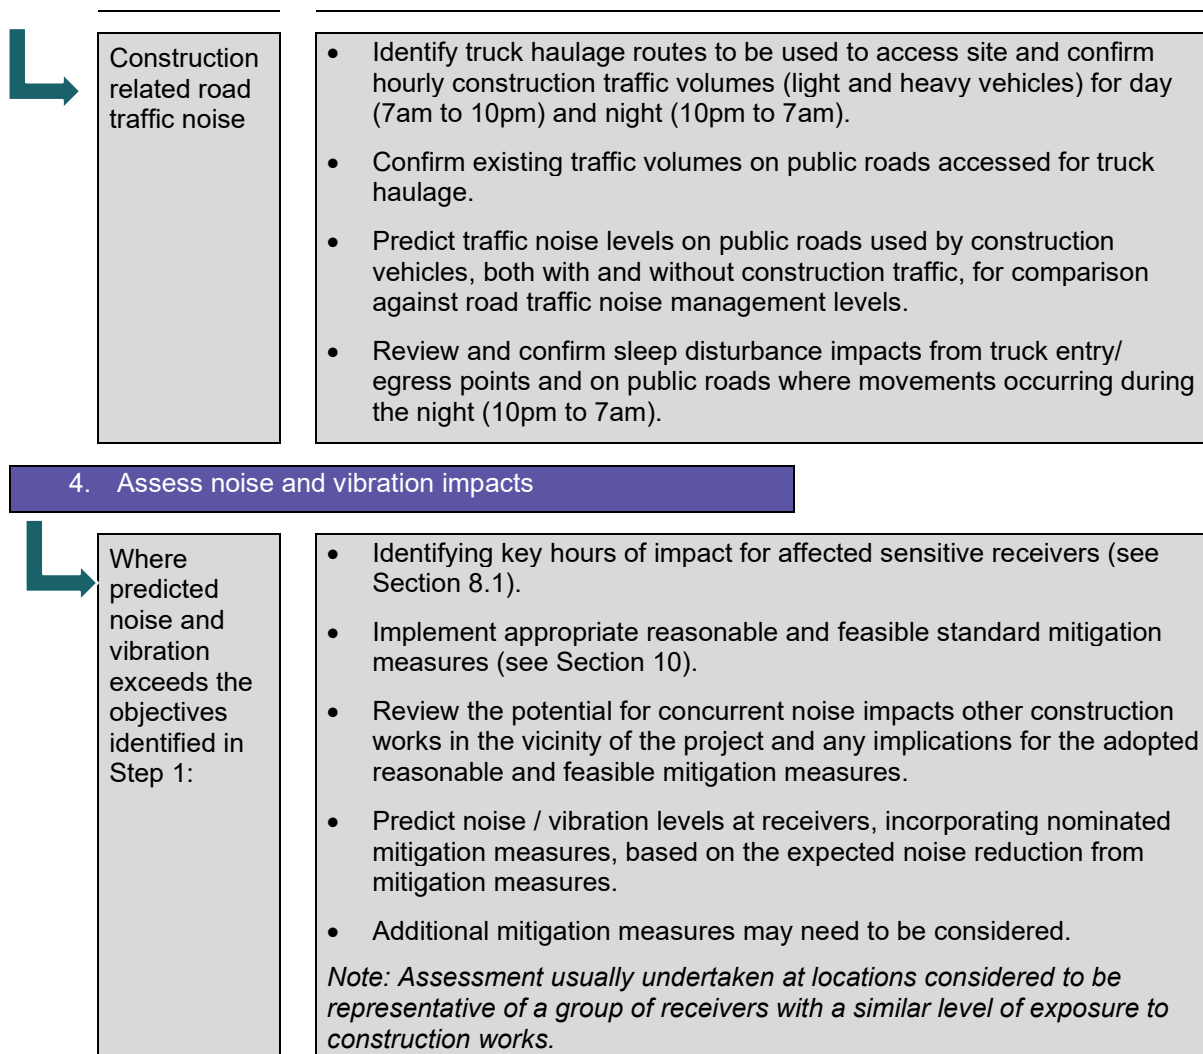 Construction
related road
traffic noise
• Identify truck haulage routes to be used to access site and confirm
hourly construction traffic volumes (light and heavy vehicles) for day
(7am to 10pm) and night (10pm to 7am).
• Confirm existing traffic volumes on public roads accessed for truck
haulage.
• Predict traffic noise levels on public roads used by construction
vehicles, both with and without construction traffic, for comparison
against road traffic noise management levels.
• Review and confirm sleep disturbance impacts from truck entry/
egress points and on public roads where movements occurring during
the night (10pm to 7am).
4. Assess noise and vibration impacts
Where
predicted
noise and
vibration
exceeds the
objectives
identified in
Step 1:
• Identifying key hours of impact for affected sensitive receivers (see
Section 8.1).
• Implement appropriate reasonable and feasible standard mitigation
measures (see Section 10).
• Review the potential for concurrent noise impacts other construction
works in the vicinity of the project and any implications for the adopted
reasonable and feasible mitigation measures.
• Predict noise / vibration levels at receivers, incorporating nominated
mitigation measures, based on the expected noise reduction from
mitigation measures.
• Additional mitigation measures may need to be considered.
Note: Assessment usually undertaken at locations considered to be
representative of a group of receivers with a similar level of exposure to
construction works.